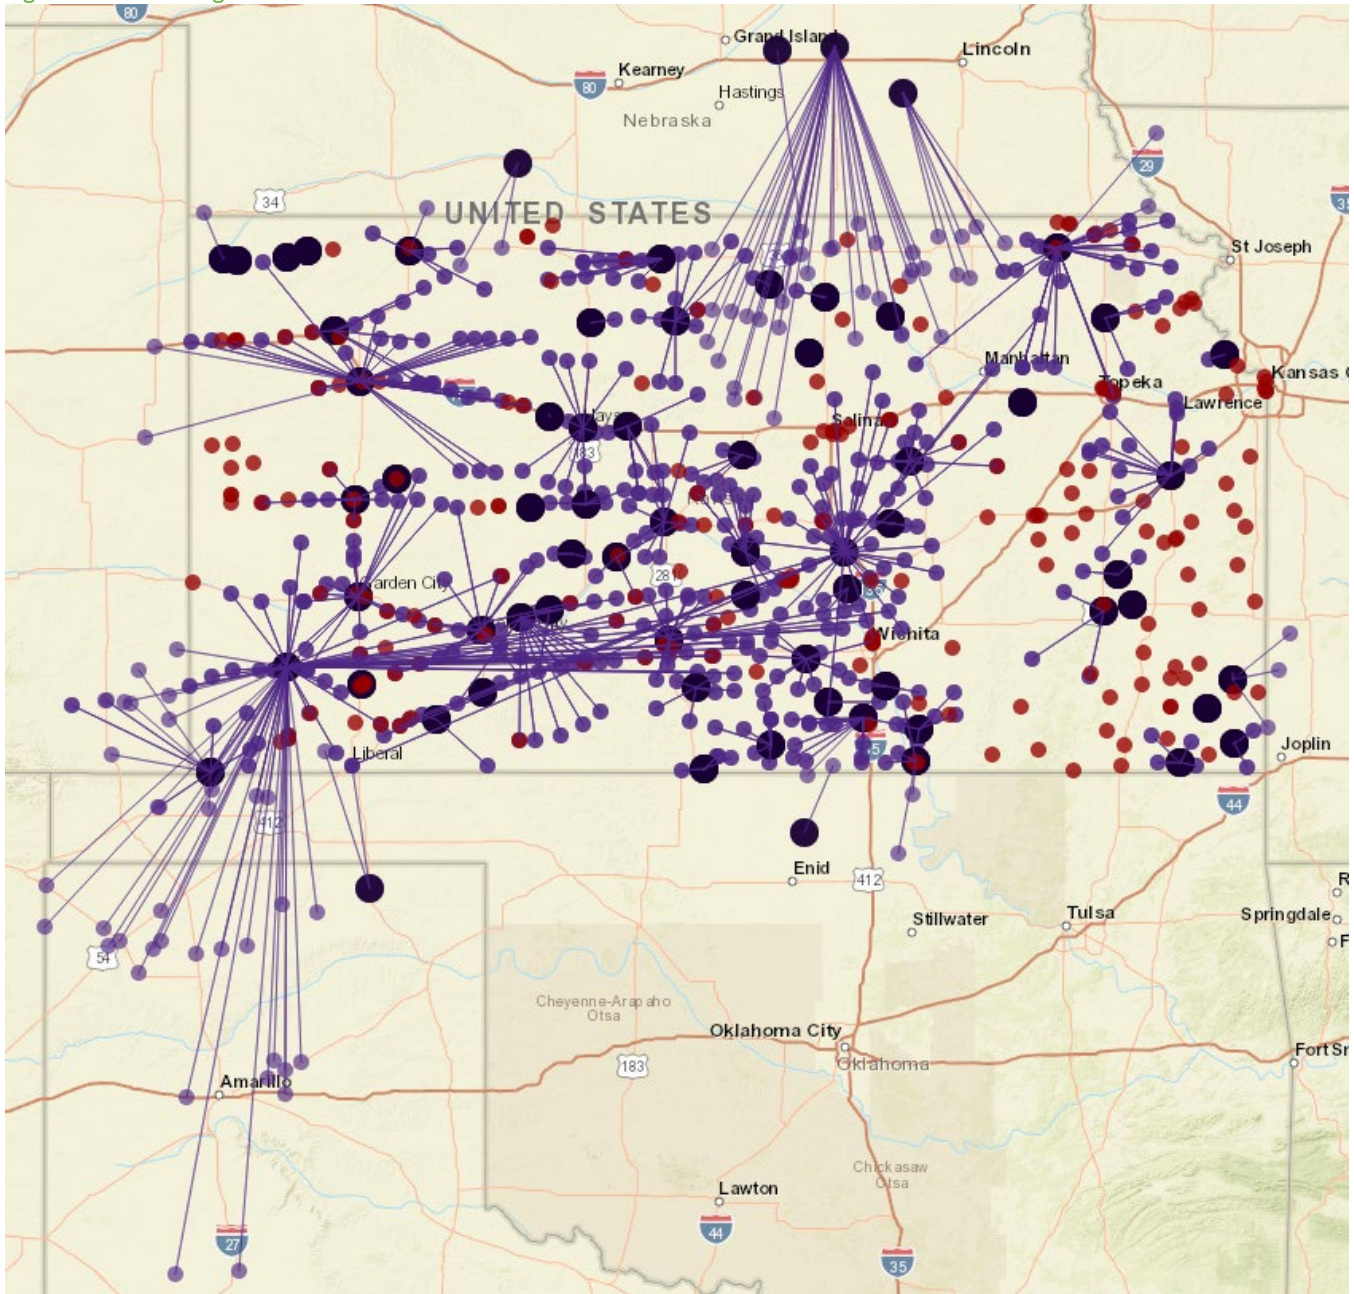 80
Grand Island
Lincoln
Kearney
80
Hastings
Nebraska
29
34
UNITED STATES
St Joseph
Manhattan
Topeka
Kansas C
Lawrence
Salina
183
281
Wichita
Liberal
Joplin
44
412
Enid
412
Stillwater
Tulsa
Springdale
54
Cheyenne-Arapaho
Otsa
Oklahoma City
Oklahoma
183
Fort Sm
Amarillo
Chickasaw
Otsa
Lawton
27
44
35